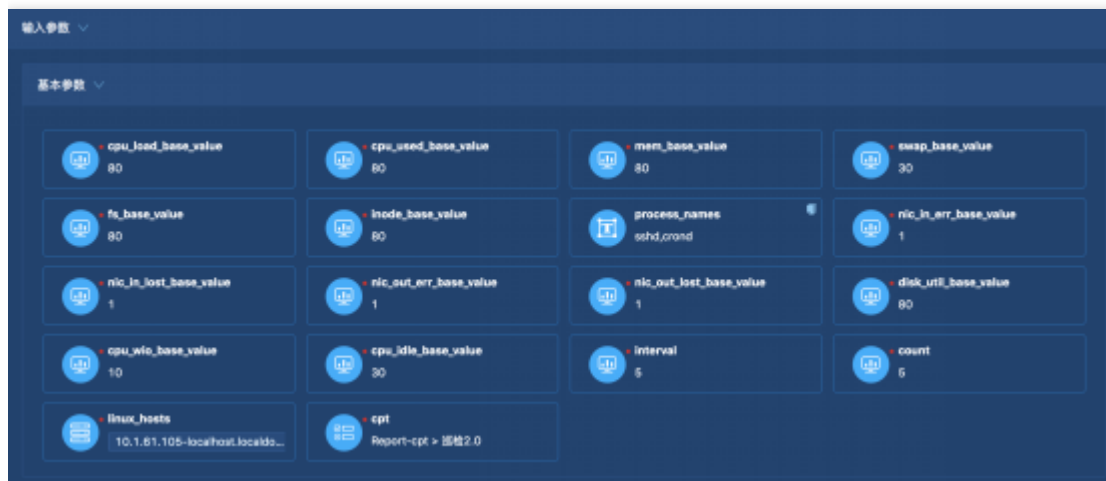 输入参数
基本参数
* cpu_load_base_value
80
* cpu_used_base_value
80
* mem_base_value
80
* swap_base_value
30
* fs_base_value
80
* inode_base_value
80
process_names
sshd,crond
* nic_in_err_base_value
1
* nic_in_lost_base_value
1
* nic_out_err_base_value
1
* nic_out_lost_base_value
1
* disk_util_base_value
80
* cpu_wio_base_value
10
* cpu_idle_base_value
30
* interval
5
* count
5
* linux_hosts
10.1.61.105-localhost.localdo...
* cpt
Report-cpt > 巡检2.0